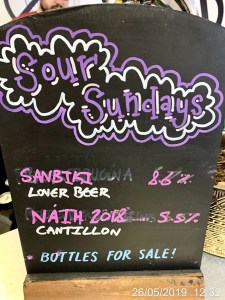 Sour
Sundays
SANBIKI 8.6%
LOVER BEER
NATH 2018 ... 5.5%
CANTILLON
BOTTLES FOR SALE!
26/05/2019 12:32